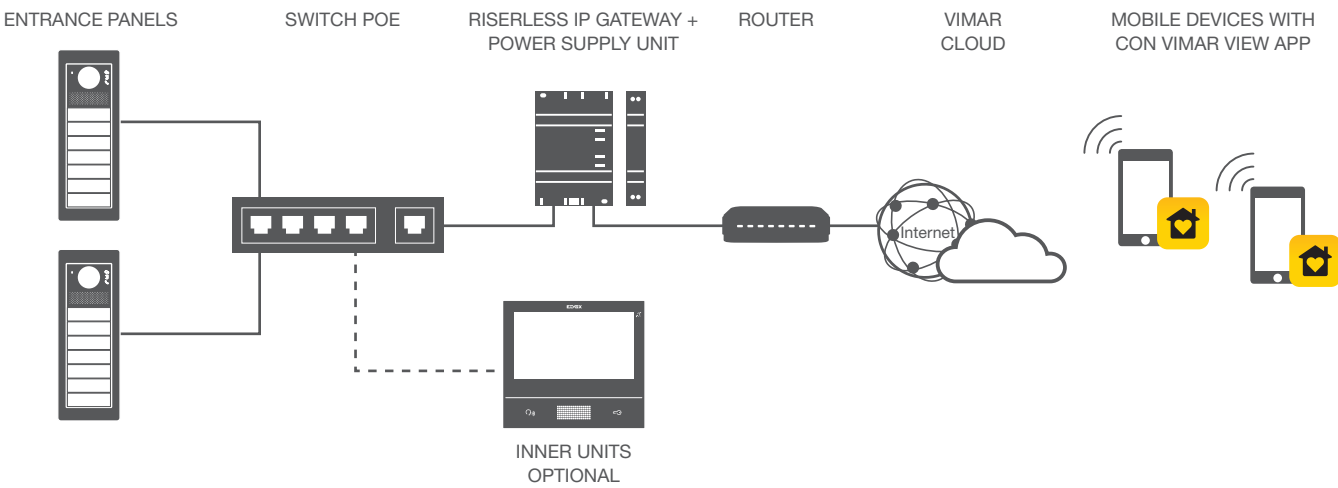 ENTRANCE PANELS
SWITCH POE
RISERLESS IP GATEWAY +
POWER SUPPLY UNIT
ROUTER
VIMAR
CLOUD
MOBILE DEVICES WITH
CON VIMAR VIEW APP
Internet
INNER UNITS
OPTIONAL